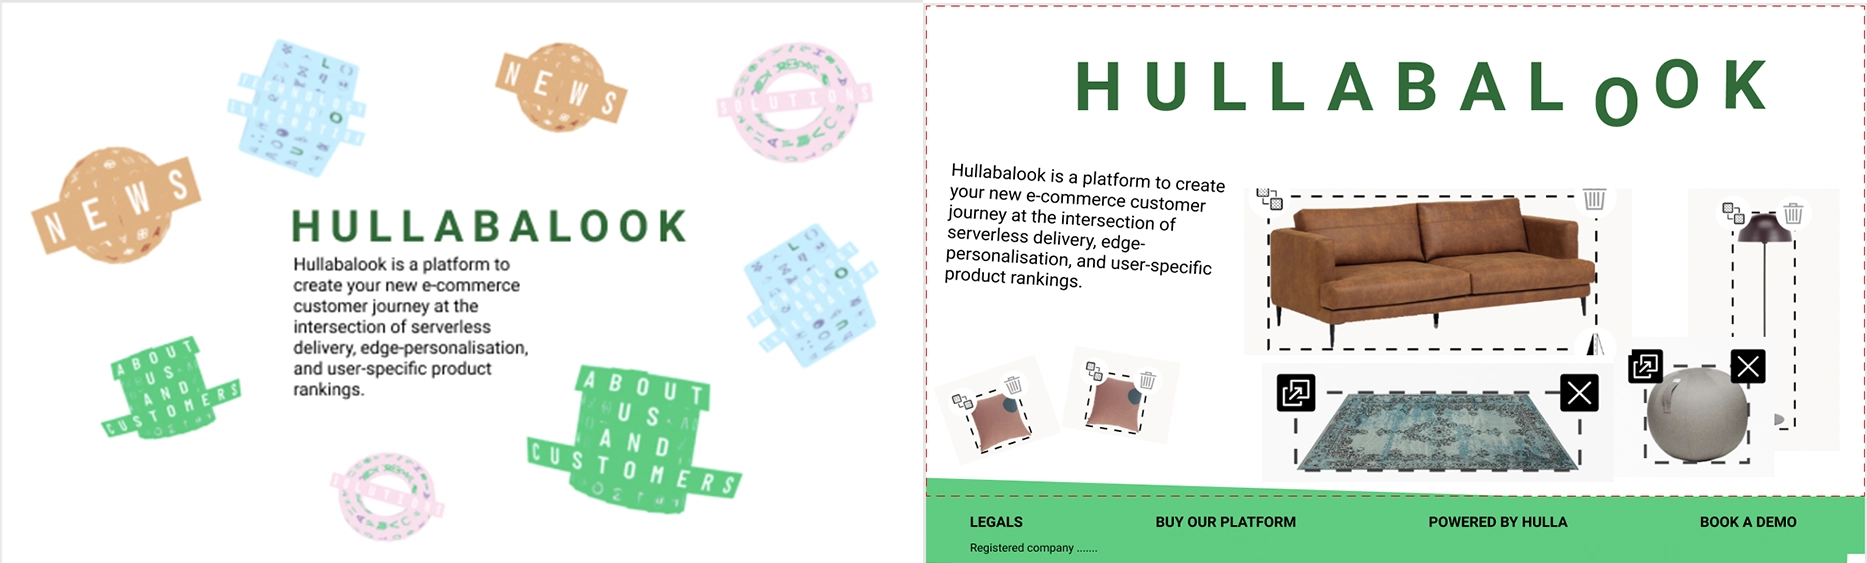 NEWS
SOLUTIONS
NEWS
HULLABALOOK
Hullabalook is a platform to
create your new e-commerce
customer journey at the
intersection of serverless
delivery, edge-personalisation,
and user-specific product
rankings.
ABOUT
US
AND
CUSTOMERS
ABOUT
US
AND
CUSTOMERS
SOLUTIONS
HULLABALOOK
Hullabalook is a platform to create
your new e-commerce customer
journey at the intersection of
serverless delivery, edge-
personalisation, and user-specific
product rankings.
LEGALS
BUY OUR PLATFORM
POWERED BY HULLA
BOOK A DEMO
Registered company .......